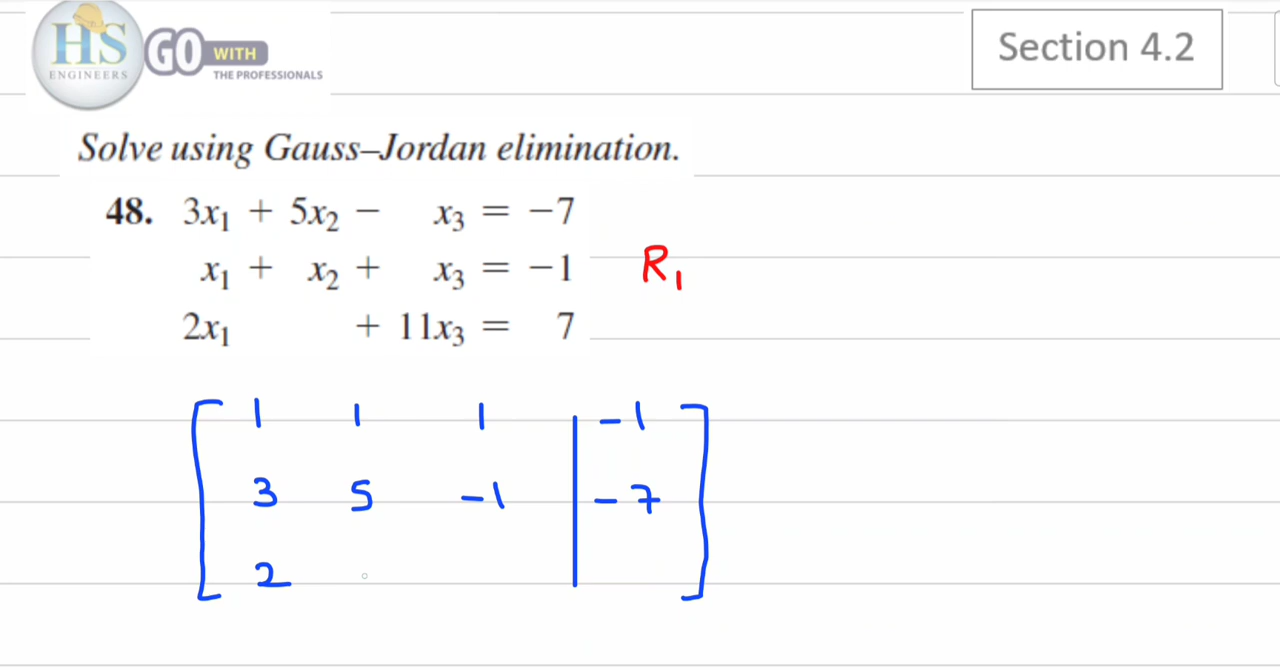 HS
ENGINEERS
GO WITH
THE PROFESSIONALS
Section 4.2
Solve using Gauss–Jordan elimination.
48. 3x₁ + 5x₂ − x₃ = −7
x₁ + x₂ + x₃ = −1 R₁
2x₁ + 11x₃ = 7
1 1 1 | −1
3 5 −1 | −7
2